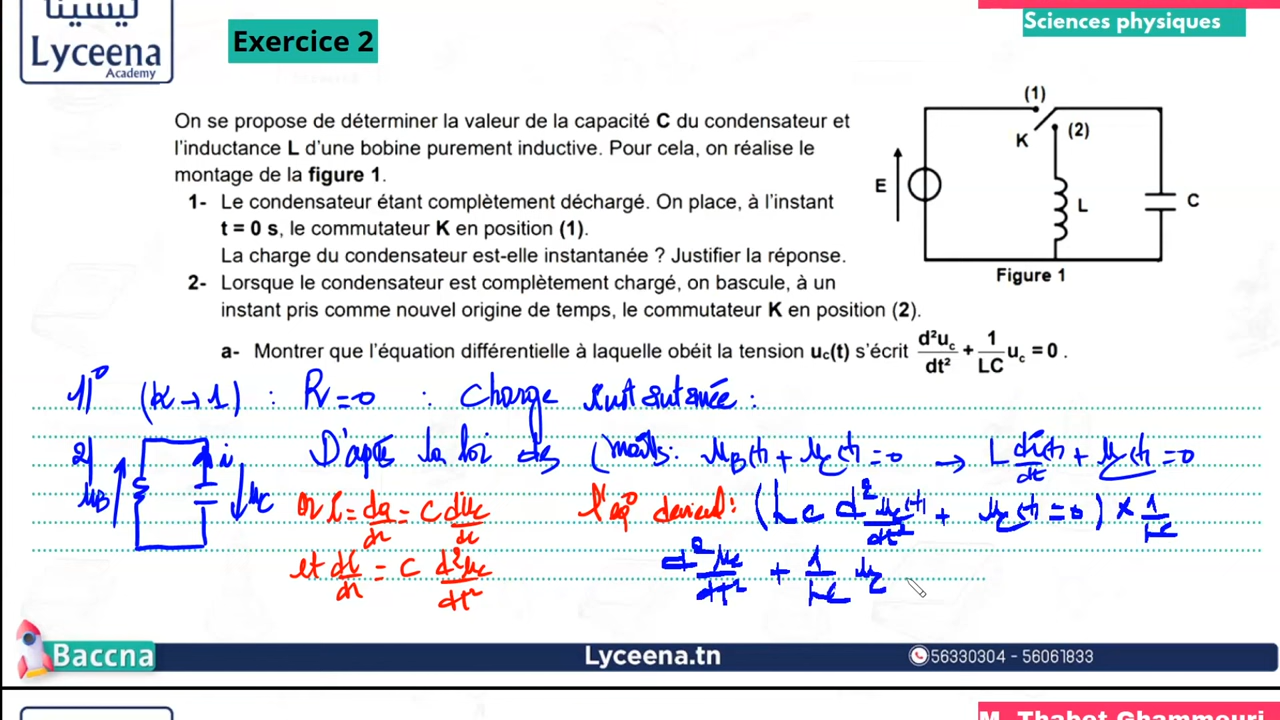 ليسينا
Lyceena
Academy
Exercice 2
Sciences physiques
On se propose de déterminer la valeur de la capacité C du condensateur et
l'inductance L d'une bobine purement inductive. Pour cela, on réalise le
montage de la figure 1.
1- Le condensateur étant complètement déchargé. On place, à l'instant
t = 0 s, le commutateur K en position (1).
La charge du condensateur est-elle instantanée ? Justifier la réponse.
2- Lorsque le condensateur est complètement chargé, on bascule, à un
instant pris comme nouvel origine de temps, le commutateur K en position (2).
a- Montrer que l'équation différentielle à laquelle obéit la tension uc(t) s'écrit d²uc/dt² + 1/LC uc = 0 .
(1)
K (2)
E L C
Figure 1
1)° (K → 1) : R = 0 : Charge instantanée :
2) uB i uC
D'après la loi des mailles: uB(t) + uC(t) = 0 → L di(t)/dt + uC(t) = 0
or i = dq/dt = C duc/dt
l'eq° devient: (LC d²uc(t)/dt² + uc(t) = 0) × 1/LC
et di/dt = C d²uc/dt²
d²uc/dt² + 1/LC uc
Baccna
Lyceena.tn
56330304 - 56061833
M. Thabet Ghammouri